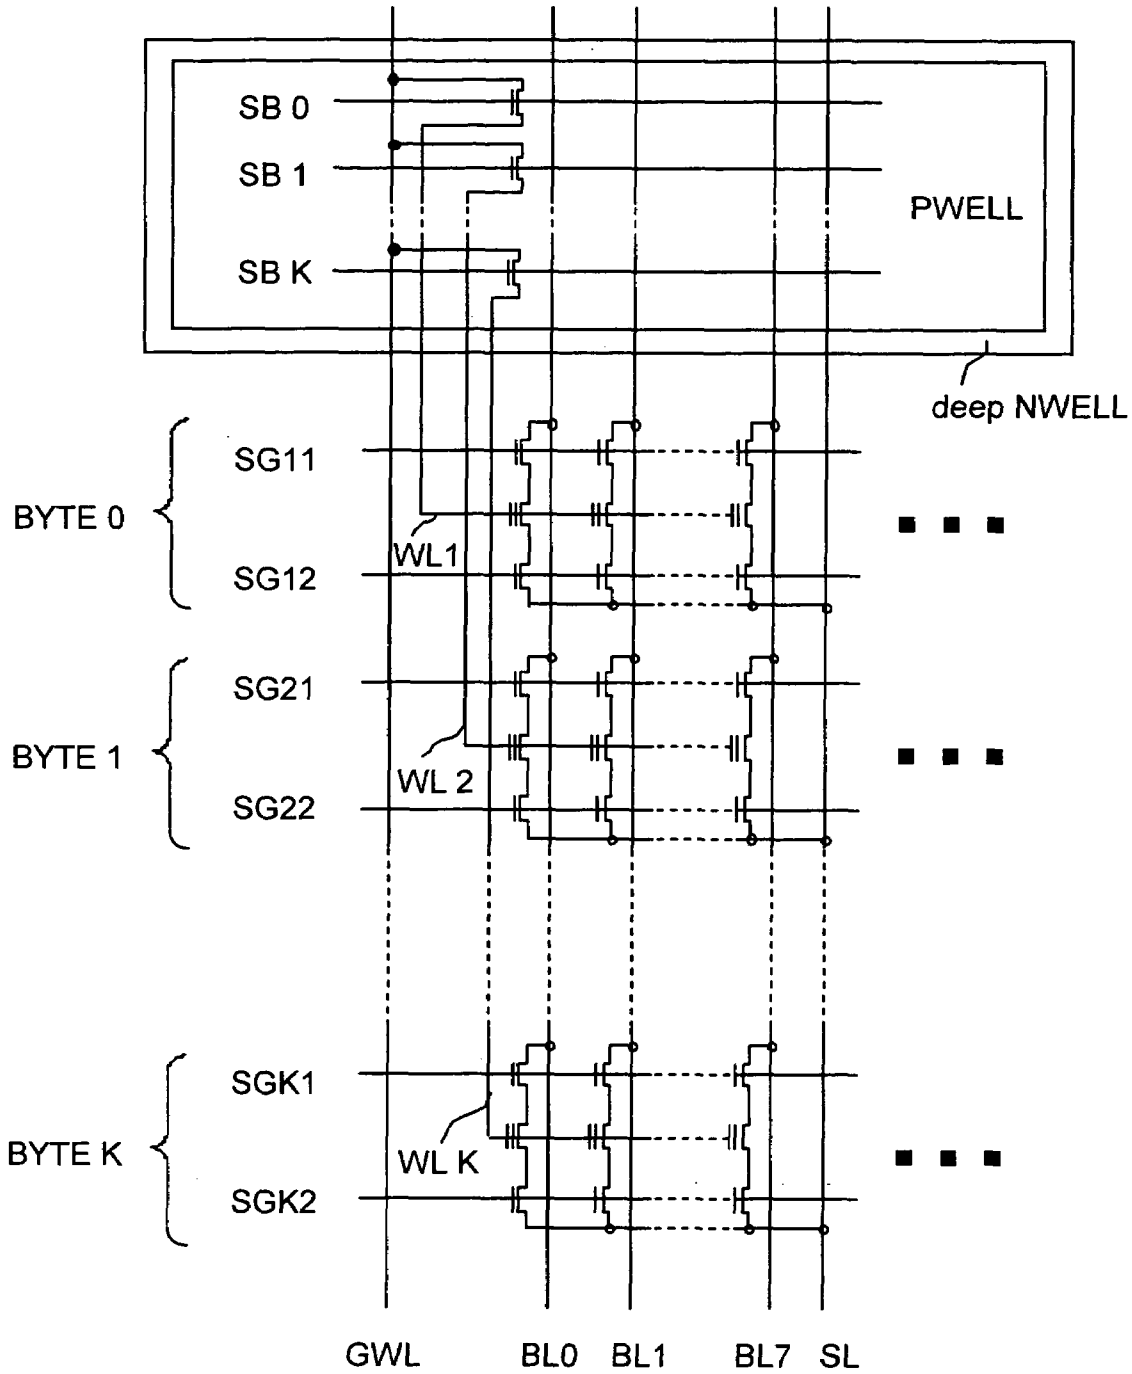 SB 0
SB 1
PWELL
SB K
deep NWELL
SG11
BYTE 0
WL1
SG12
SG21
BYTE 1
WL 2
SG22
SGK1
BYTE K
WL K
SGK2
GWL BL0 BL1 BL7 SL